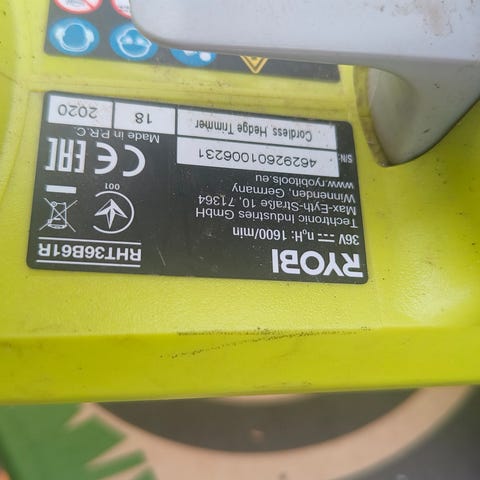 RYOBI
RHT36B61R
36V ⎓ n₀H: 1600/min
Techtronic Industries GmbH
Max-Eyth-Straße 10, 71364
Winnenden, Germany
www.ryobitools.eu
001
S/N: 46292601006231
CE EAC
Made in P.R.C.
Cordless Hedge Trimmer
18
2020